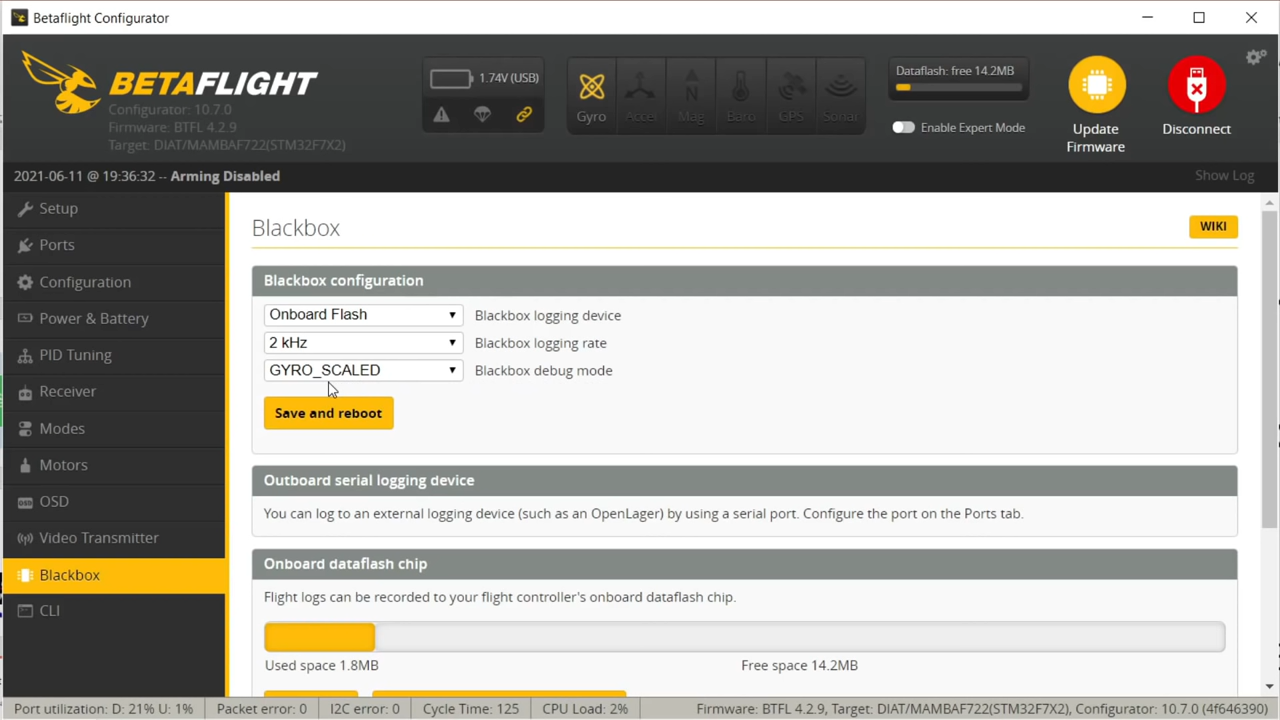 Betaflight Configurator
BETAFLIGHT
Configurator: 10.7.0
Firmware: BTFL 4.2.9
Target: DIAT/MAMBAF722(STM32F7X2)
1.74V (USB)
Gyro
Accel
Mag
Baro
GPS
Sonar
Dataflash: free 14.2MB
Enable Expert Mode
Update
Firmware
Disconnect
2021-06-11 @ 19:36:32 -- Arming Disabled
Show Log
Setup
Ports
Configuration
Power & Battery
PID Tuning
Receiver
Modes
Motors
OSD
Video Transmitter
Blackbox
CLI
Blackbox
WIKI
Blackbox configuration
Onboard Flash Blackbox logging device
2 kHz Blackbox logging rate
GYRO_SCALED Blackbox debug mode
Save and reboot
Outboard serial logging device
You can log to an external logging device (such as an OpenLager) by using a serial port. Configure the port on the Ports tab.
Onboard dataflash chip
Flight logs can be recorded to your flight controller's onboard dataflash chip.
Used space 1.8MB Free space 14.2MB
Port utilization: D: 21% U: 1% Packet error: 0 I2C error: 0 Cycle Time: 125 CPU Load: 2% Firmware: BTFL 4.2.9, Target: DIAT/MAMBAF722(STM32F7X2), Configurator: 10.7.0 (4f646390)